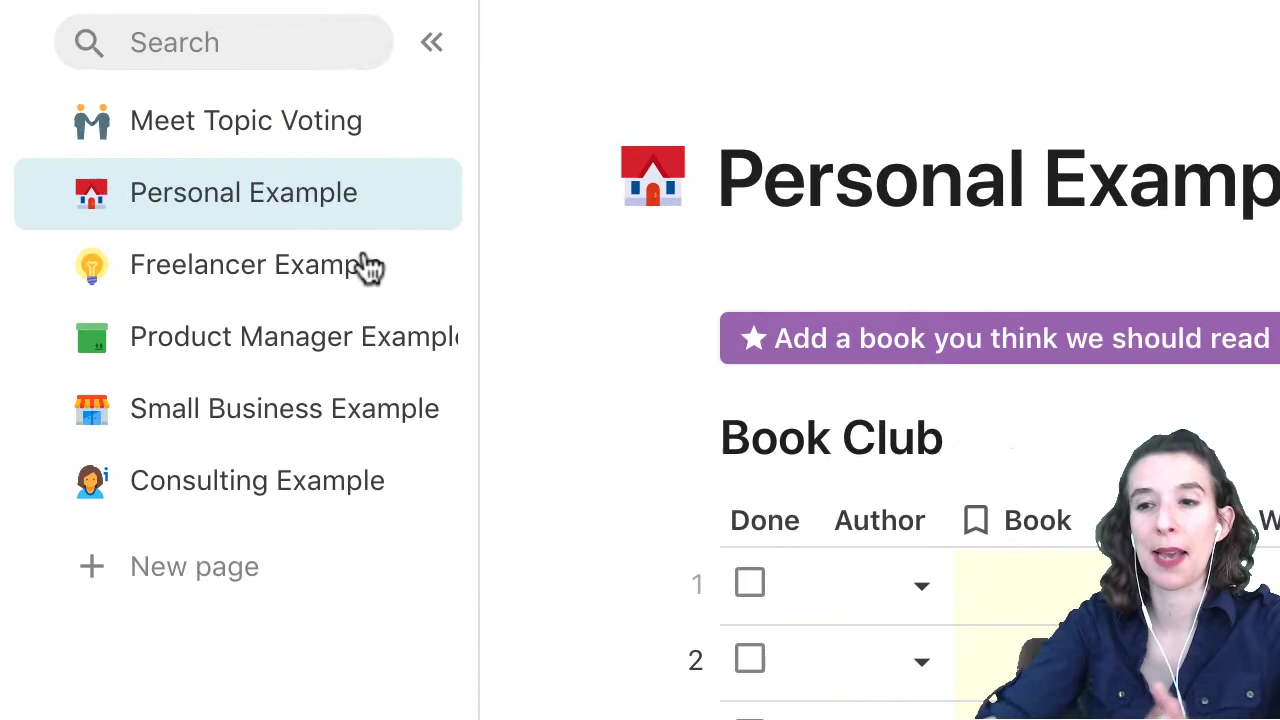 Search
Meet Topic Voting
Personal Example
Freelancer Examp
Product Manager Example
Small Business Example
Consulting Example
New page
Personal Examp
Add a book you think we should read
Book Club
Done Author Book W
1
2